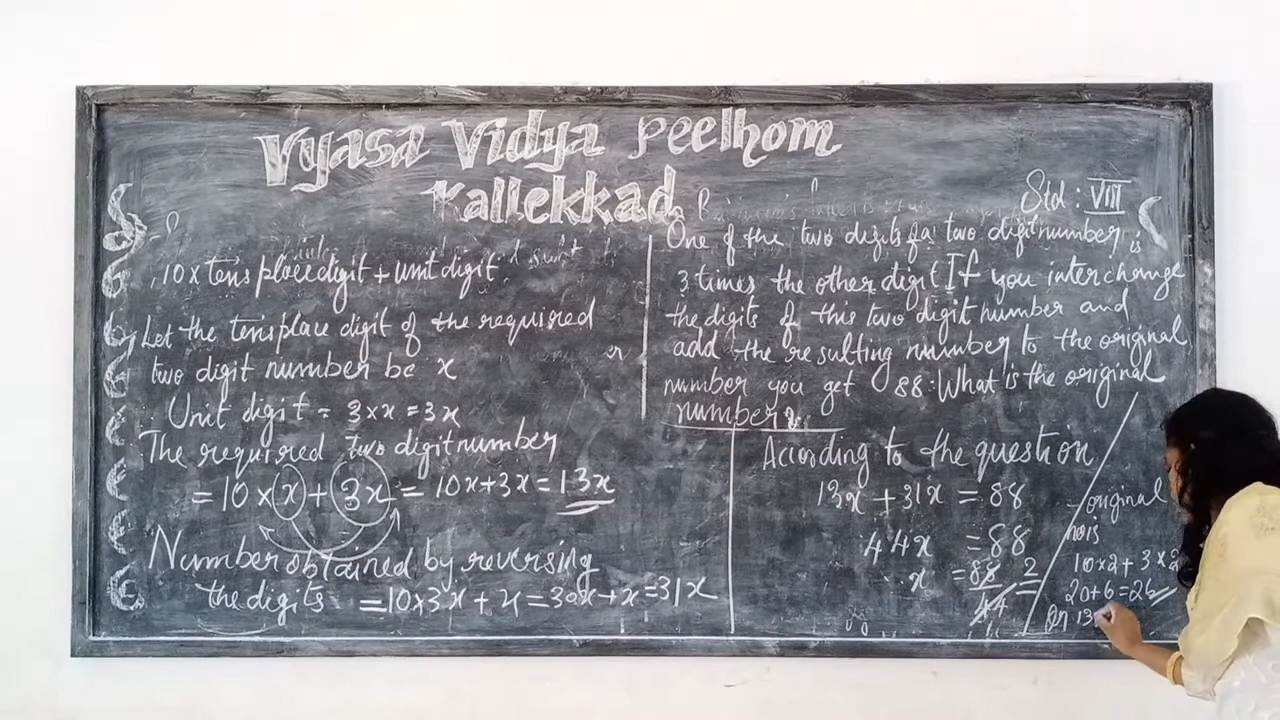 Vyasa Vidya Peelhom
Kallekkad
Std : VIII
10 x tens place digit + unit digit
Let the tens place digit of the required
two digit number be x
Unit digit = 3 x x = 3x
The required two digit number
= 10 x x + 3x = 10x + 3x = 13x
Number obtained by reversing
the digits = 10 x 3x + x = 30x + x = 31x
or
One of the two digits of a two digit number is
3 times the other digit If you interchange
the digits of this two digit number and
add the resulting number to the original
number you get 88. What is the original
number?
According to the question
13x + 31x = 88
44x = 88
x = 88/44 = 2
original
no is
10 x 2 + 3 x 2
20 + 6 = 26
Or 13